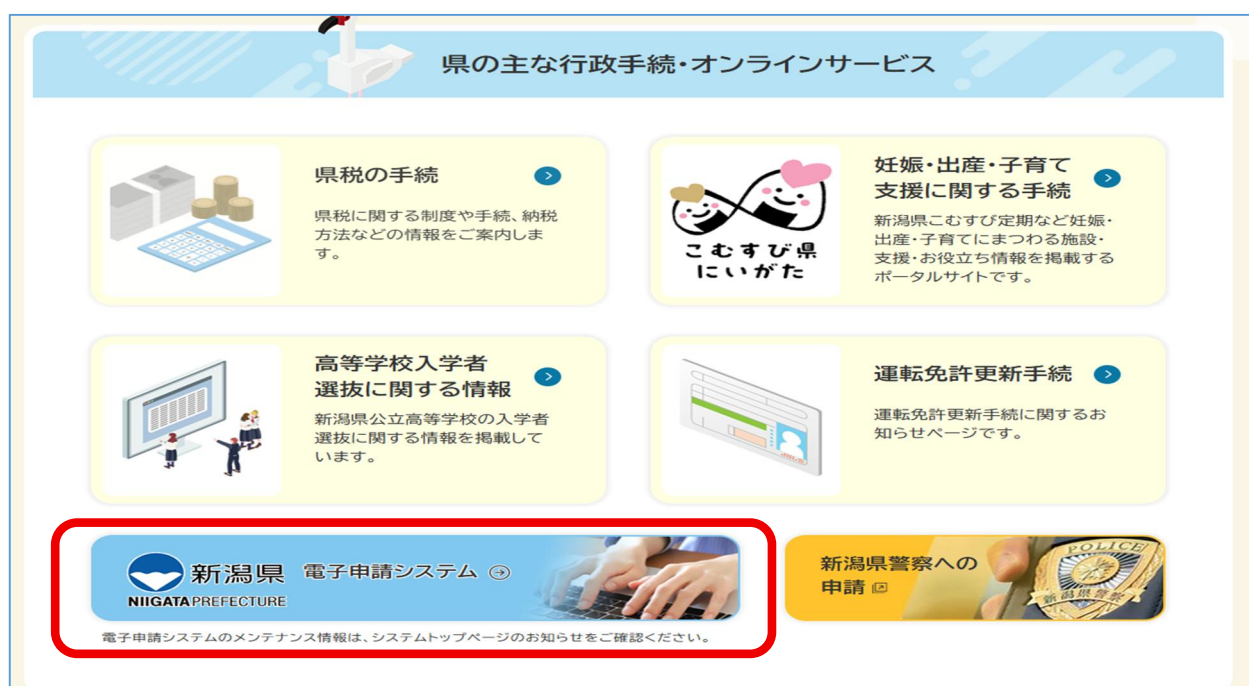 県の主な行政手続・オンラインサービス
県税の手続
県税に関する制度や手続、納税
方法などの情報をご案内しま
す。
こむすび県
にいがた
妊娠・出産・子育て
支援に関する手続
新潟県こむすび定期など妊娠・
出産・子育てにまつわる施設・
支援・お役立ち情報を掲載する
ポータルサイトです。
高等学校入学者
選抜に関する情報
新潟県公立高等学校の入学者
選抜に関する情報を掲載して
います。
運転免許更新手続
運転免許更新手続に関するお
知らせページです。
新潟県 電子申請システム
NIIGATA PREFECTURE
電子申請システムのメンテナンス情報は、システムトップページのお知らせをご確認ください。
新潟県警察への
申請
POLICE
新潟県警察